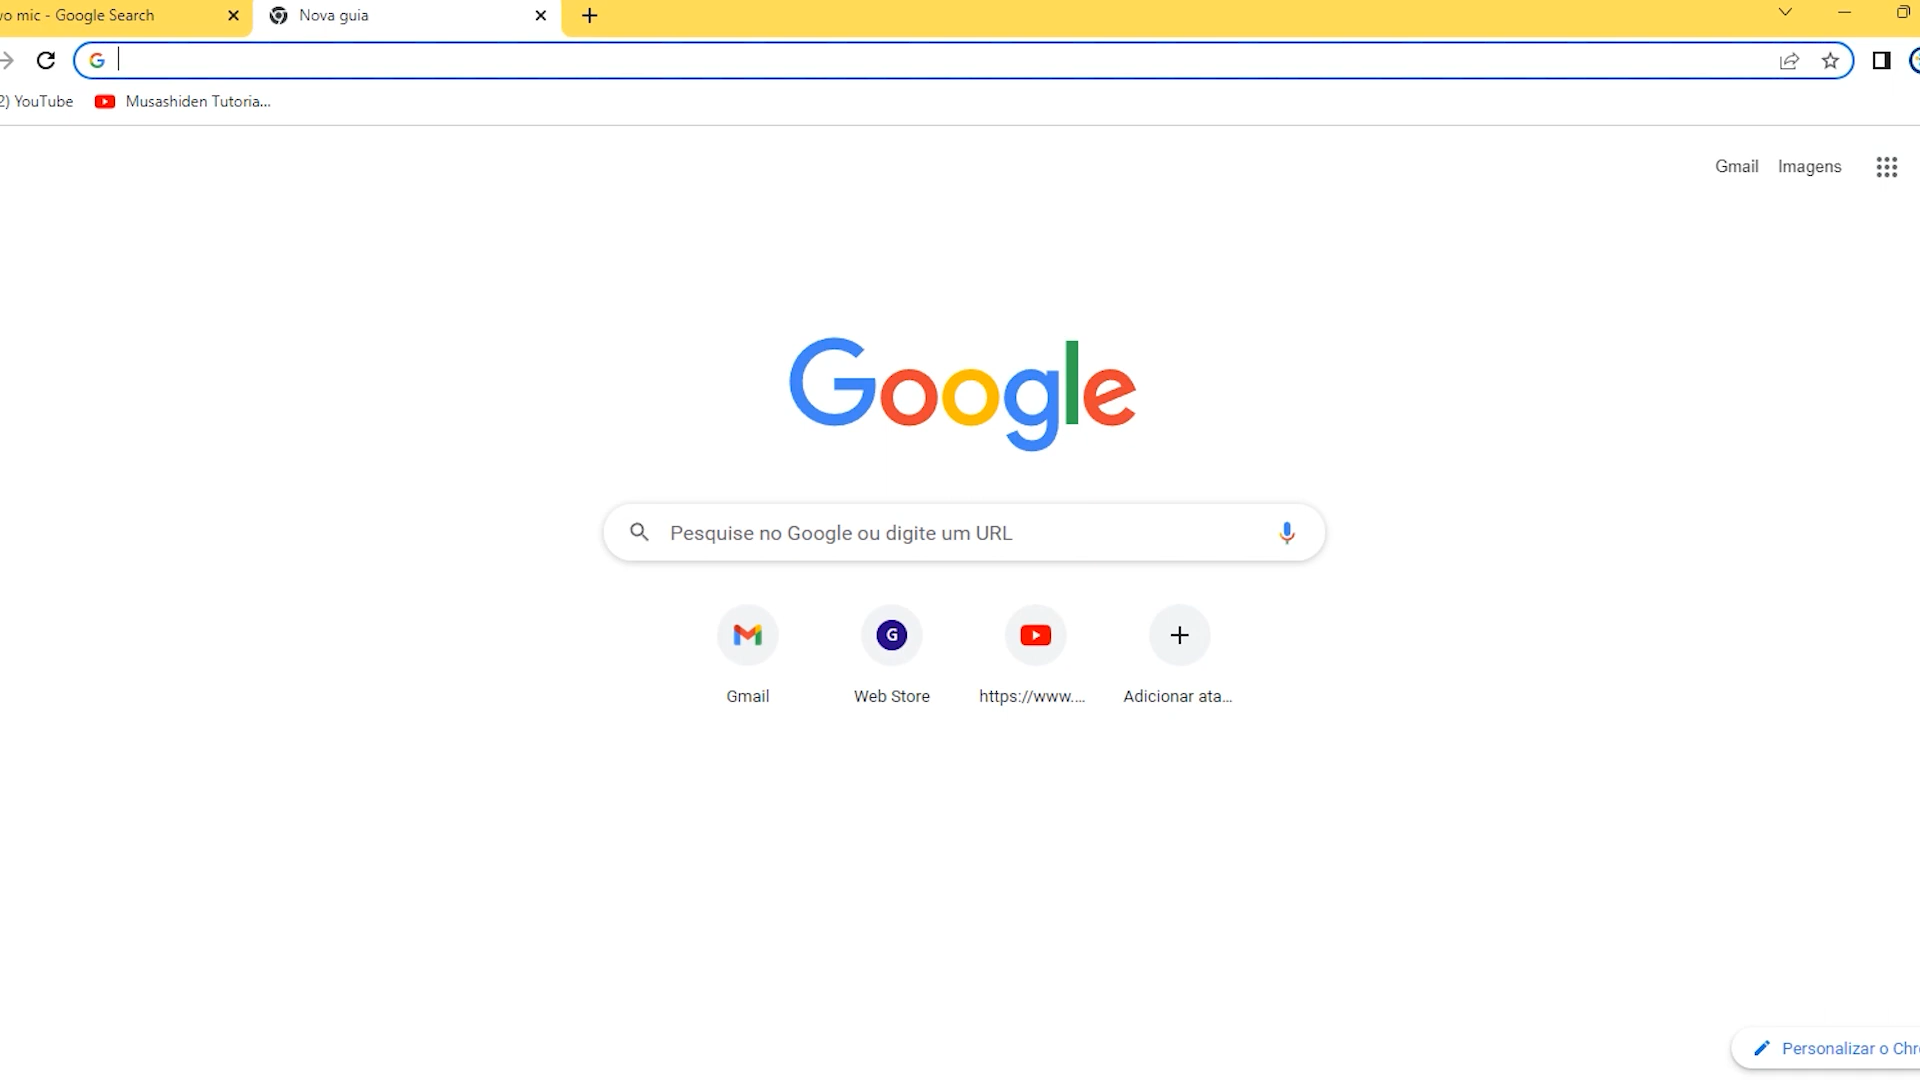 wo mic - Google Search
Nova guia
2) YouTube
Musashiden Tutoria...
Gmail
Imagens
Google
Pesquise no Google ou digite um URL
G
Gmail
Web Store
https://www....
Adicionar ata...
Personalizar o Chr